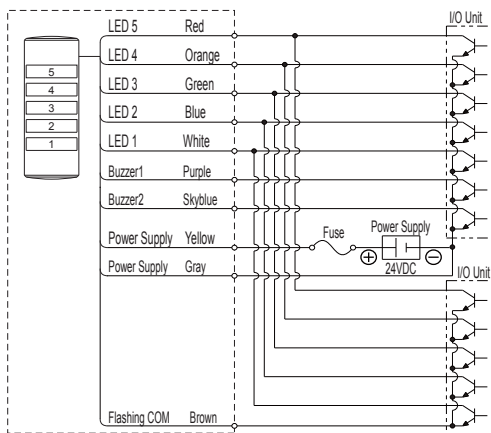 I/O Unit
LED 5 Red
LED 4 Orange
5
LED 3 Green
4
3
LED 2 Blue
2
1
LED 1 White
Buzzer1 Purple
Buzzer2 Skyblue
Power Supply Yellow
Fuse
Power Supply
+
−
24VDC
Power Supply Gray
I/O Unit
Flashing COM Brown